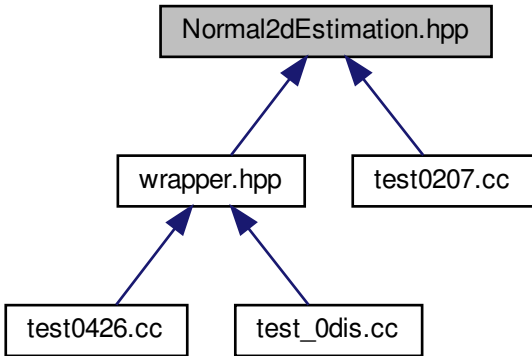 Normal2dEstimation.hpp
wrapper.hpp
test0207.cc
test0426.cc
test_0dis.cc